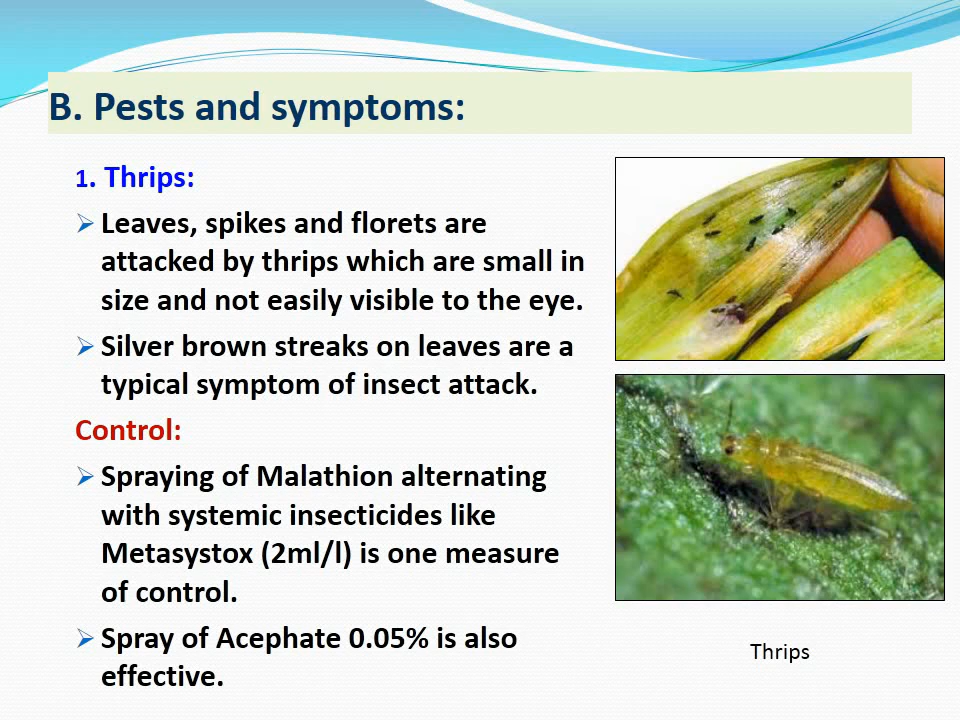 B. Pests and symptoms:
1. Thrips:
➢ Leaves, spikes and florets are
attacked by thrips which are small in
size and not easily visible to the eye.
➢ Silver brown streaks on leaves are a
typical symptom of insect attack.
Control:
➢ Spraying of Malathion alternating
with systemic insecticides like
Metasystox (2ml/l) is one measure
of control.
➢ Spray of Acephate 0.05% is also
effective.
Thrips